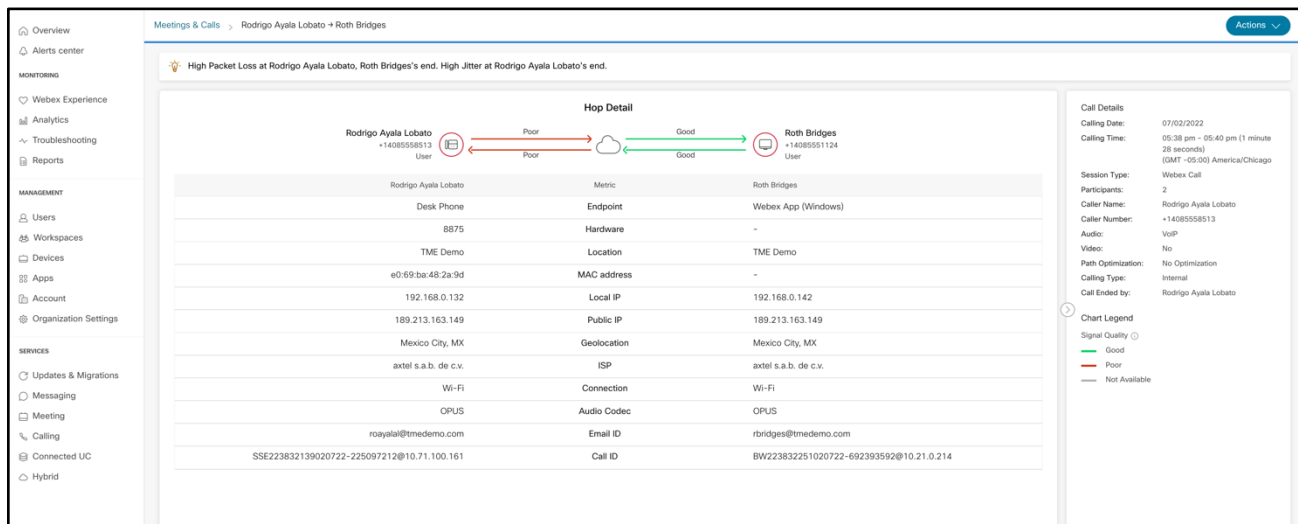 Overview
Alerts center
MONITORING
Webex Experience
Analytics
Troubleshooting
Reports
MANAGEMENT
Users
Workspaces
Devices
Apps
Account
Organization Settings
SERVICES
Updates & Migrations
Messaging
Meeting
Calling
Connected UC
Hybrid
Meetings & Calls > Rodrigo Ayala Lobato → Roth Bridges
Actions
High Packet Loss at Rodrigo Ayala Lobato, Roth Bridges's end. High Jitter at Rodrigo Ayala Lobato's end.
Hop Detail
Rodrigo Ayala Lobato
+14085558513
User
Poor
Poor
Good
Good
Roth Bridges
+14085551124
User
Rodrigo Ayala Lobato Metric Roth Bridges
Desk Phone Endpoint Webex App (Windows)
8875 Hardware -
TME Demo Location TME Demo
e0:69:ba:48:2a:9d MAC address -
192.168.0.132 Local IP 192.168.0.142
189.213.163.149 Public IP 189.213.163.149
Mexico City, MX Geolocation Mexico City, MX
axtel s.a.b. de c.v. ISP axtel s.a.b. de c.v.
Wi-Fi Connection Wi-Fi
OPUS Audio Codec OPUS
roayalal@tmedemo.com Email ID rbridges@tmedemo.com
SSE223832139020722-225097212@10.71.100.161 Call ID BW223832251020722-692393592@10.21.0.214
Call Details
Calling Date: 07/02/2022
Calling Time: 05:38 pm - 05:40 pm (1 minute
28 seconds)
(GMT -05:00) America/Chicago
Session Type: Webex Call
Participants: 2
Caller Name: Rodrigo Ayala Lobato
Caller Number: +14085558513
Audio: VoIP
Video: No
Path Optimization: No Optimization
Calling Type: Internal
Call Ended by: Rodrigo Ayala Lobato
Chart Legend
Signal Quality
Good
Poor
Not Available